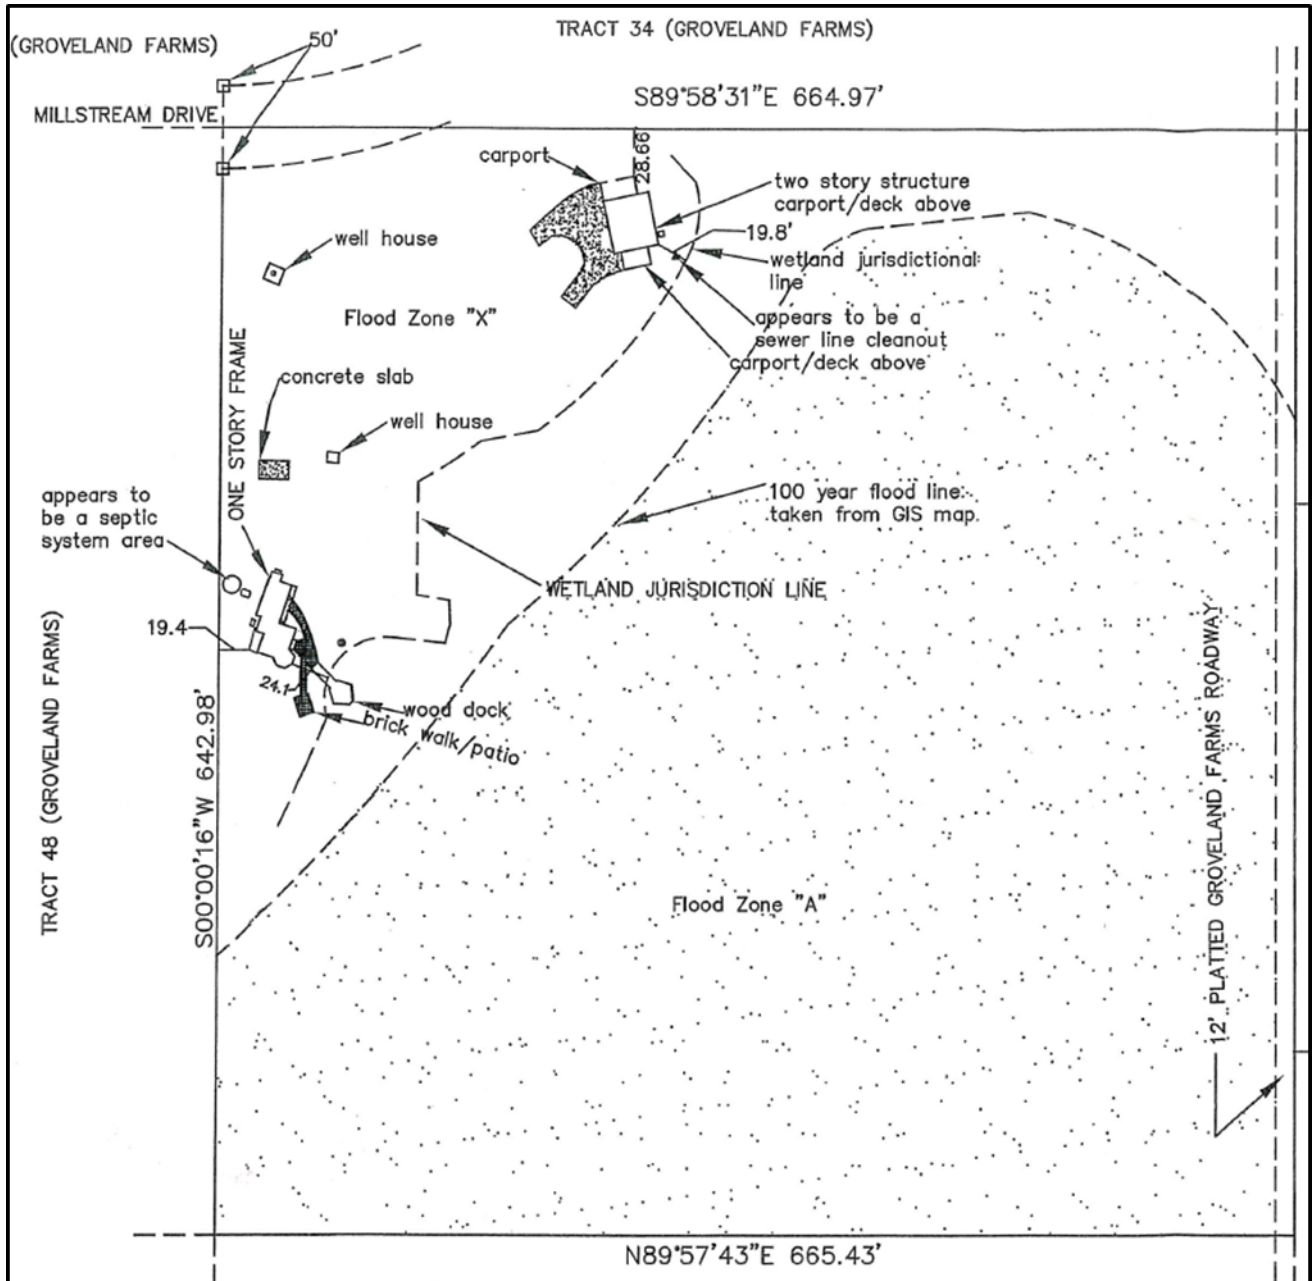 TRACT 34 (GROVELAND FARMS)
(GROVELAND FARMS)
50'
S89°58'31"E 664.97'
MILLSTREAM DRIVE
28.66
carport
two story structure
carport/deck above
19.8'
well house
wetland jurisdictional
line
Flood Zone "X"
appears to be a
sewer line cleanout
carport/deck above
ONE STORY FRAME
concrete slab
well house
appears to
be a septic
system area
100 year flood line
taken from GIS map.
WETLAND JURISDICTION LINE
19.4
24.1
wood dock
brick walk/patio
TRACT 48 (GROVELAND FARMS)
S00°00'16"W 642.98'
Flood Zone "A"
12' PLATTED GROVELAND FARMS ROADWAY
N89°57'43"E 665.43'